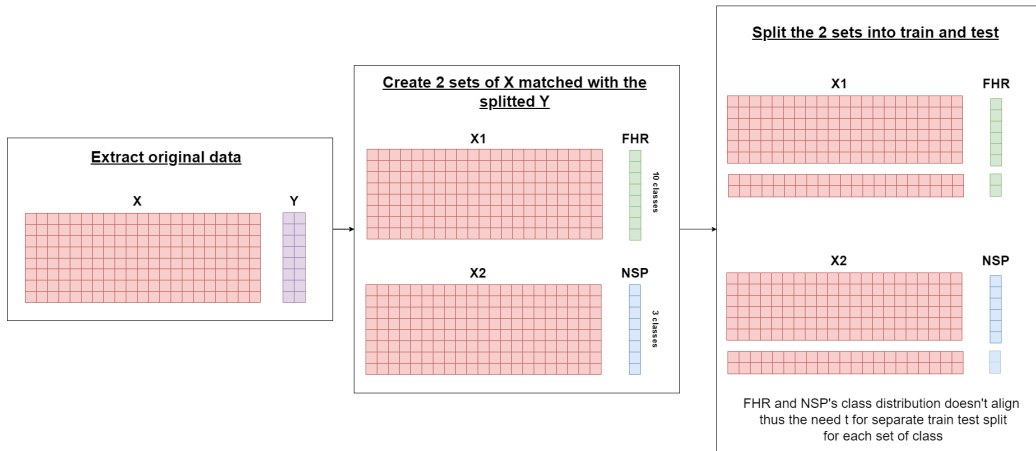 Extract original data
X
Y
Create 2 sets of X matched with the
splitted Y
X1
FHR
10 classes
X2
NSP
3 classes
Split the 2 sets into train and test
X1
FHR
X2
NSP
FHR and NSP's class distribution doesn't align
thus the need t for separate train test split
for each set of class